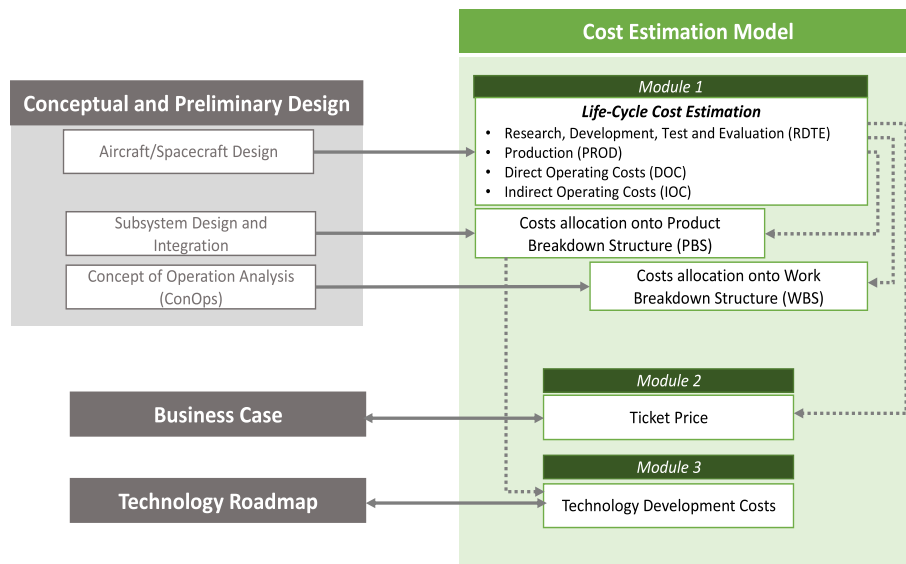 Cost Estimation Model
Conceptual and Preliminary Design
Aircraft/Spacecraft Design
Subsystem Design and
Integration
Concept of Operation Analysis
(ConOps)
Module 1
Life-Cycle Cost Estimation
• Research, Development, Test and Evaluation (RDTE)
• Production (PROD)
• Direct Operating Costs (DOC)
• Indirect Operating Costs (IOC)
Costs allocation onto Product
Breakdown Structure (PBS)
Costs allocation onto Work
Breakdown Structure (WBS)
Business Case
Module 2
Ticket Price
Technology Roadmap
Module 3
Technology Development Costs